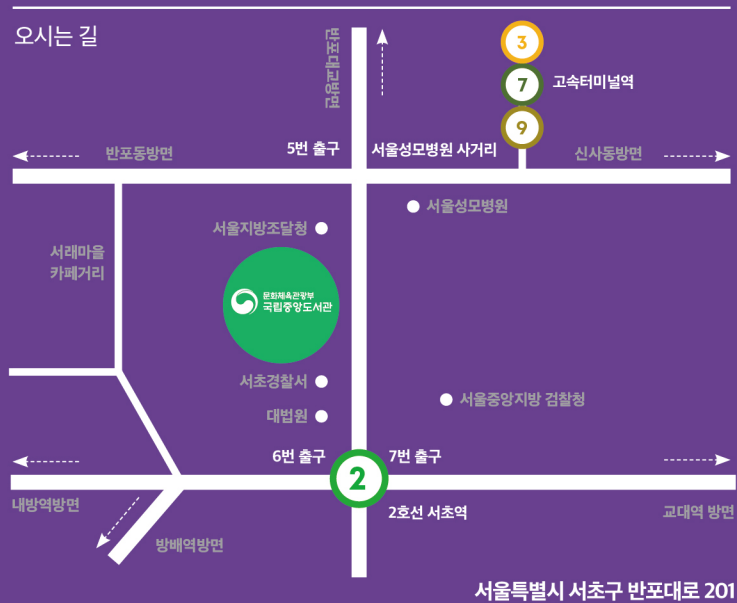 오시는 길
반포대교방면
3
7
고속터미널역
9
반포동방면
5번 출구
서울성모병원 사거리
신사동방면
서울성모병원
서울지방조달청
서래마을
카페거리
문화체육관광부
국립중앙도서관
서초경찰서
대법원
서울중앙지방 검찰청
6번 출구
7번 출구
2
내방역방면
2호선 서초역
교대역 방면
방배역방면
서울특별시 서초구 반포대로 201